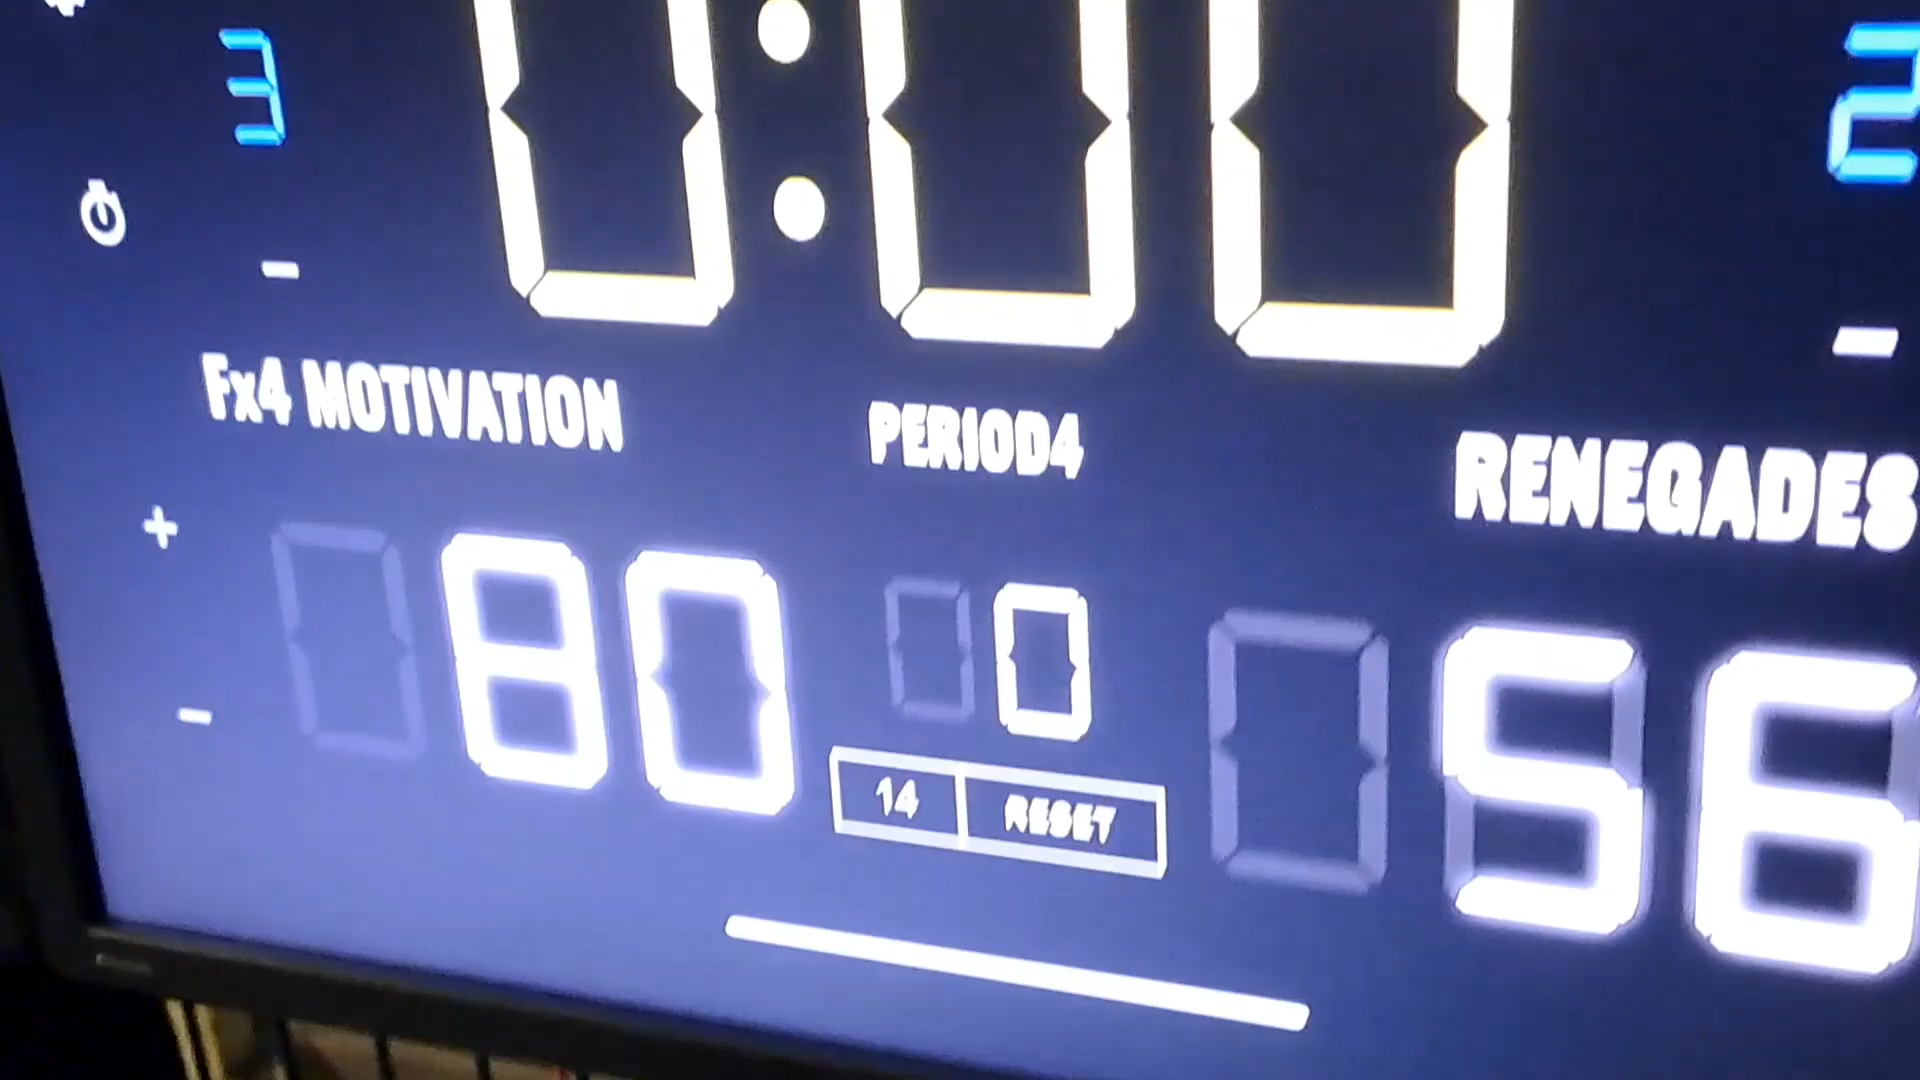 3 0:00 2
Fx4 MOTIVATION PERIOD4 RENEGADES
+
80 0 56
-
14 RESET